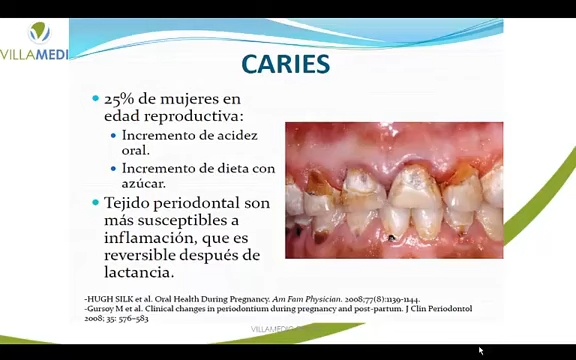 VILLAMEDI
CARIES
• 25% de mujeres en
edad reproductiva:
• Incremento de acidez
oral.
• Incremento de dieta con
azúcar.
• Tejido periodontal son
más susceptibles a
inflamación, que es
reversible después de
lactancia.
-HUGH SILK et al. Oral Health During Pregnancy. Am Fam Physician. 2008;77(8):1139-1144.
-Gursoy M et al. Clinical changes in periodontium during pregnancy and post-partum. J Clin Periodontol
2008; 35: 576–583